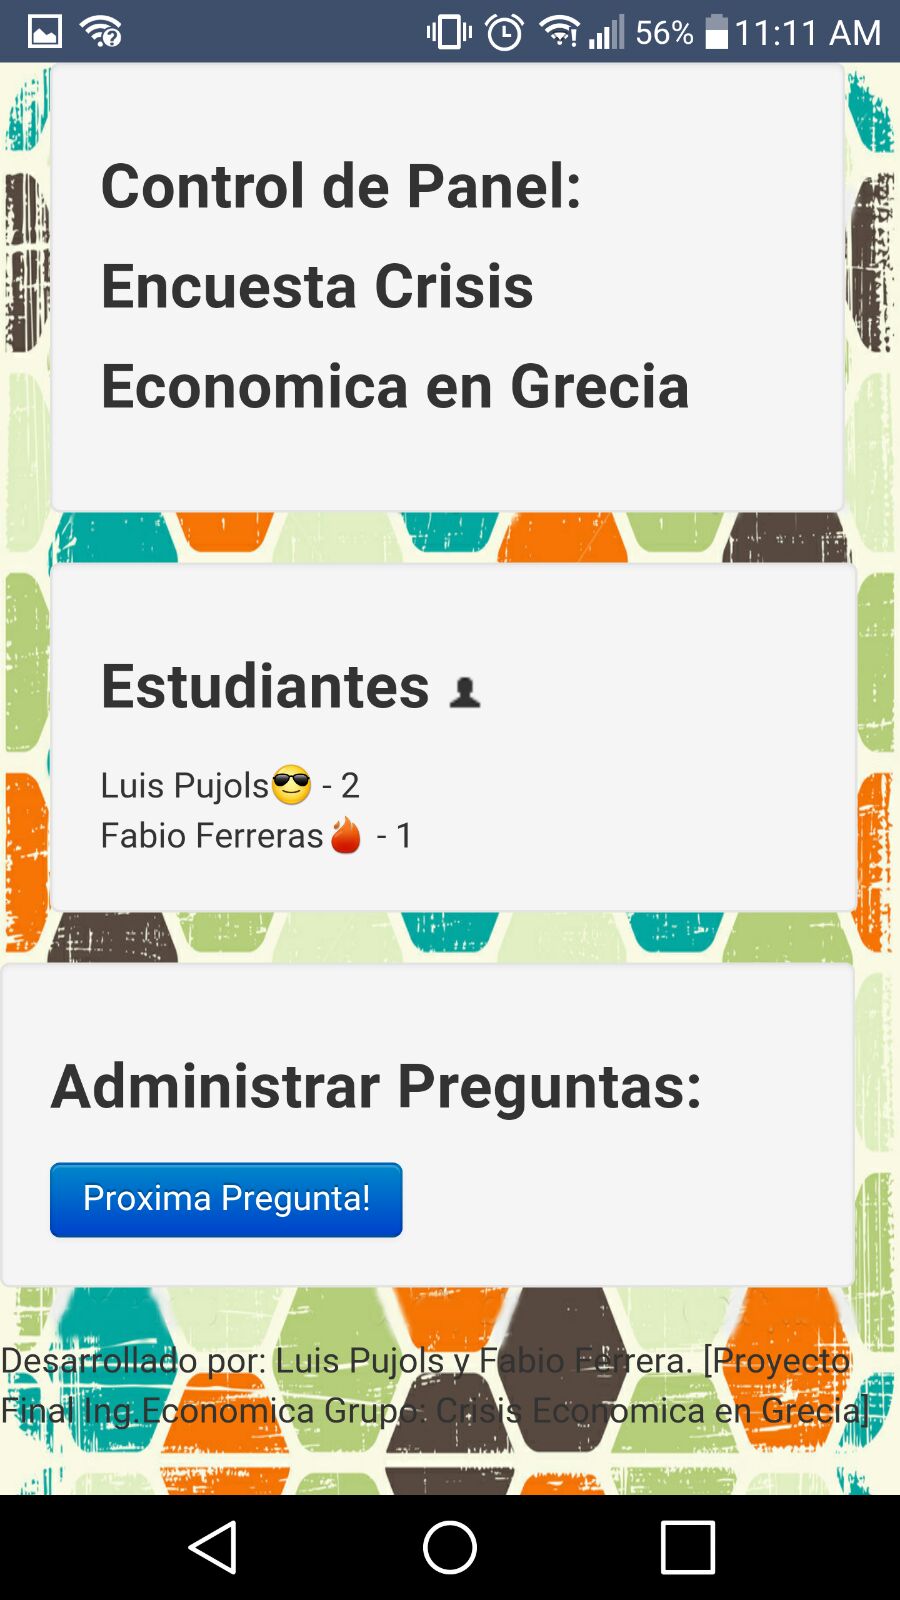 56% 11:11 AM
Control de Panel:
Encuesta Crisis
Economica en Grecia
Estudiantes
Luis Pujols😎 - 2
Fabio Ferreras🔥 - 1
Administrar Preguntas:
Proxima Pregunta!
Desarrollado por: Luis Pujols y Fabio Ferrera. [Proyecto
Final Ing.Economica Grupo: Crisis Economica en Grecia]